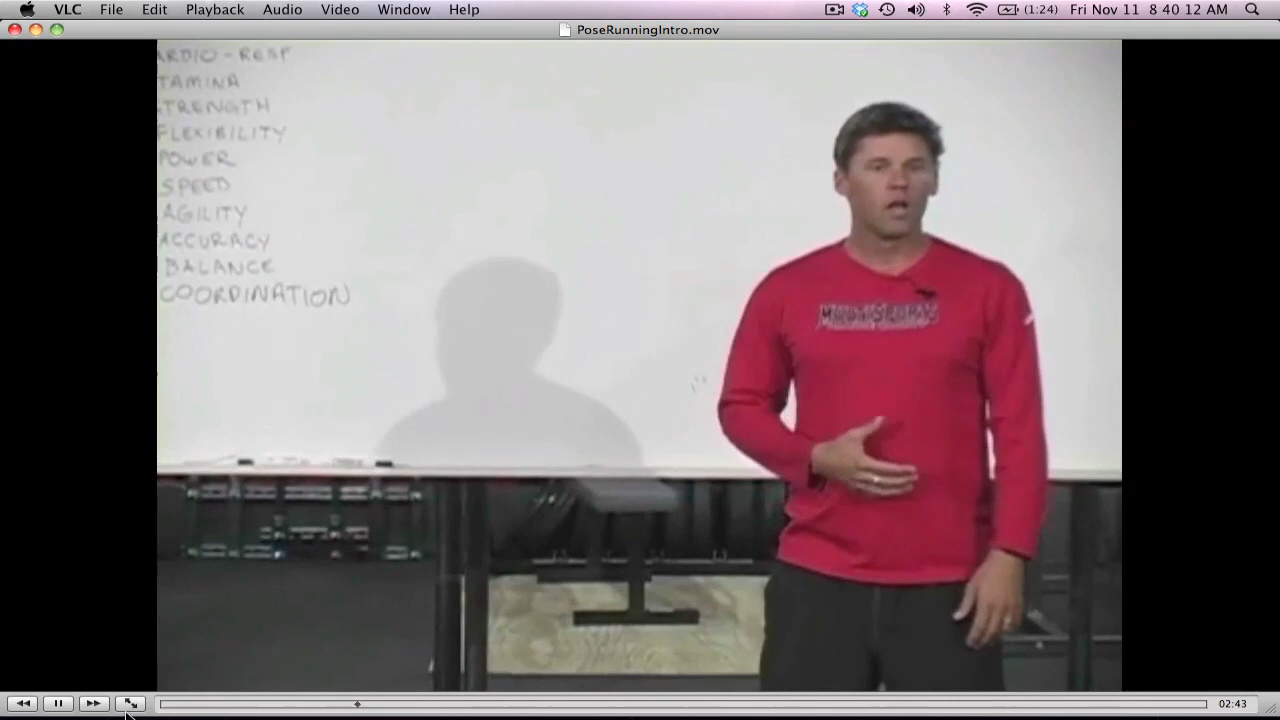 VLC File Edit Playback Audio Video Window Help (1:24) Fri Nov 11 8 40 12 AM
PoseRunningIntro.mov
ARDIO-RESP
TAMINA
STRENGTH
FLEXIBILITY
POWER
SPEED
AGILITY
ACCURACY
BALANCE
COORDINATION
02:43